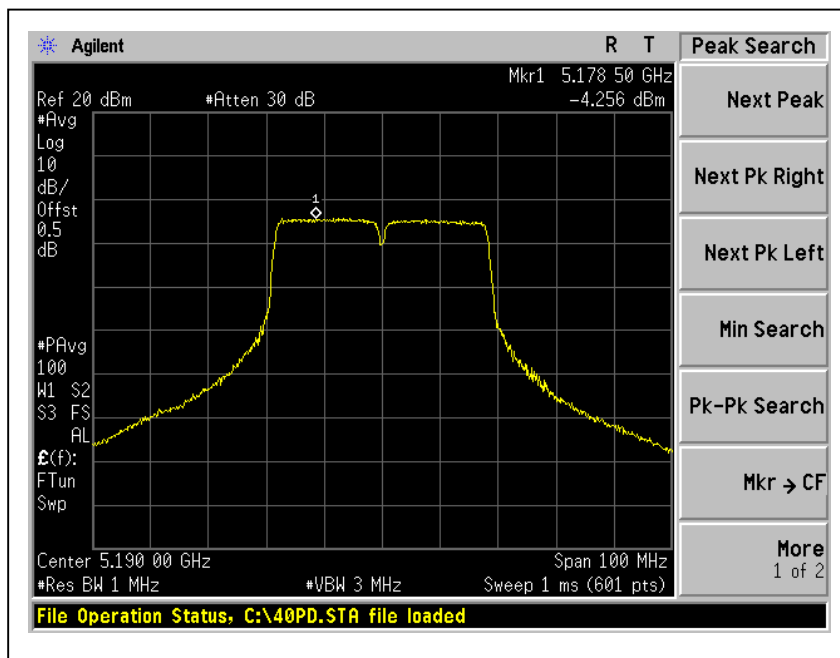 Agilent R T
Peak Search
Mkr1 5.178 50 GHz
Ref 20 dBm #Atten 30 dB -4.256 dBm
#Avg
Log
10
dB/
Offst
0.5
dB
1
#PAvg
100
W1 S2
S3 FS
AL
£(f):
FTun
Swp
Center 5.190 00 GHz Span 100 MHz
#Res BW 1 MHz #VBW 3 MHz Sweep 1 ms (601 pts)
File Operation Status, C:\40PD.STA file loaded
Next Peak
Next Pk Right
Next Pk Left
Min Search
Pk-Pk Search
Mkr → CF
More
1 of 2